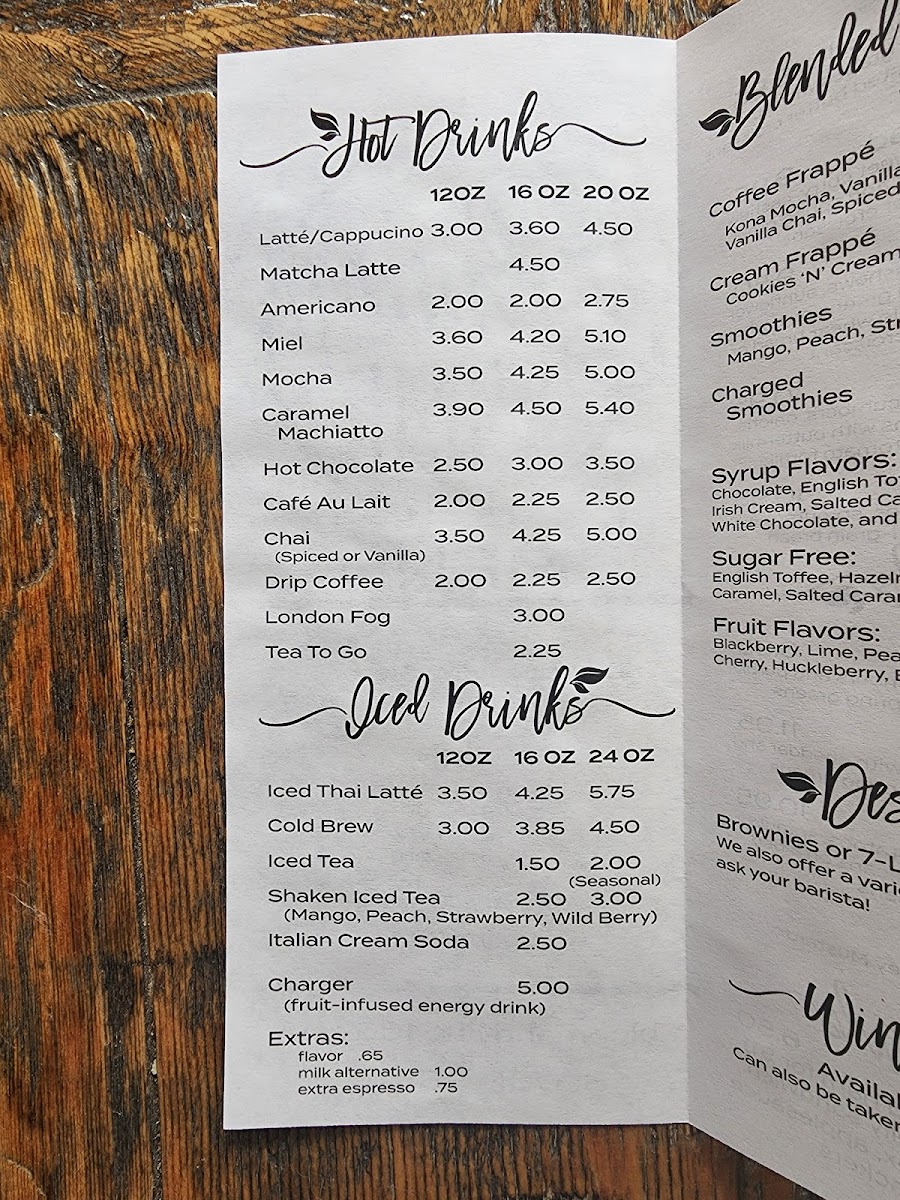 Hot Drinks
12OZ 16 OZ 20 OZ
Latté/Cappucino 3.00 3.60 4.50
Matcha Latte 4.50
Americano 2.00 2.00 2.75
Miel 3.60 4.20 5.10
Mocha 3.50 4.25 5.00
Caramel 3.90 4.50 5.40
Machiatto
Hot Chocolate 2.50 3.00 3.50
Café Au Lait 2.00 2.25 2.50
Chai 3.50 4.25 5.00
(Spiced or Vanilla)
Drip Coffee 2.00 2.25 2.50
London Fog 3.00
Tea To Go 2.25
Iced Drinks
12OZ 16 OZ 24 OZ
Iced Thai Latté 3.50 4.25 5.75
Cold Brew 3.00 3.85 4.50
Iced Tea 1.50 2.00
(Seasonal)
Shaken Iced Tea 2.50 3.00
(Mango, Peach, Strawberry, Wild Berry)
Italian Cream Soda 2.50
Charger 5.00
(fruit-infused energy drink)
Extras:
flavor .65
milk alternative 1.00
extra espresso .75
Blended
Coffee Frappé
Kona Mocha, Vanilla
Vanilla Chai, Spiced
Cream Frappé
Cookies 'N' Cream
Smoothies
Mango, Peach, Str
Charged
Smoothies
Syrup Flavors:
Chocolate, English To
Irish Cream, Salted Ca
White Chocolate, and
Sugar Free:
English Toffee, Hazeln
Caramel, Salted Cara
Fruit Flavors:
Blackberry, Lime, Pea
Cherry, Huckleberry,
Des
Brownies or 7-L
We also offer a vari
ask your barista!
Win
Availa
Can also be taken